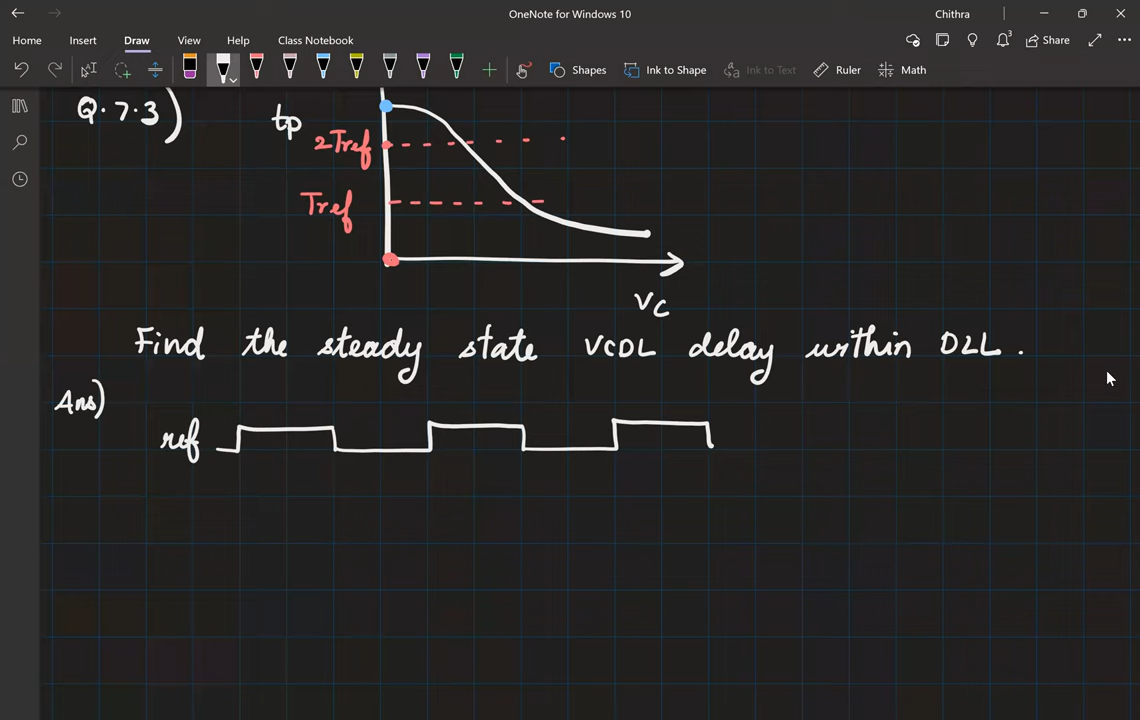 OneNote for Windows 10
Chithra
Home Insert Draw View Help Class Notebook
3 Share
Shapes Ink to Shape Ink to Text Ruler Math
Q.7.3)
tp
2Tref
Tref
Vc
Find the steady state VCDL delay within DLL.
Ans)
ref